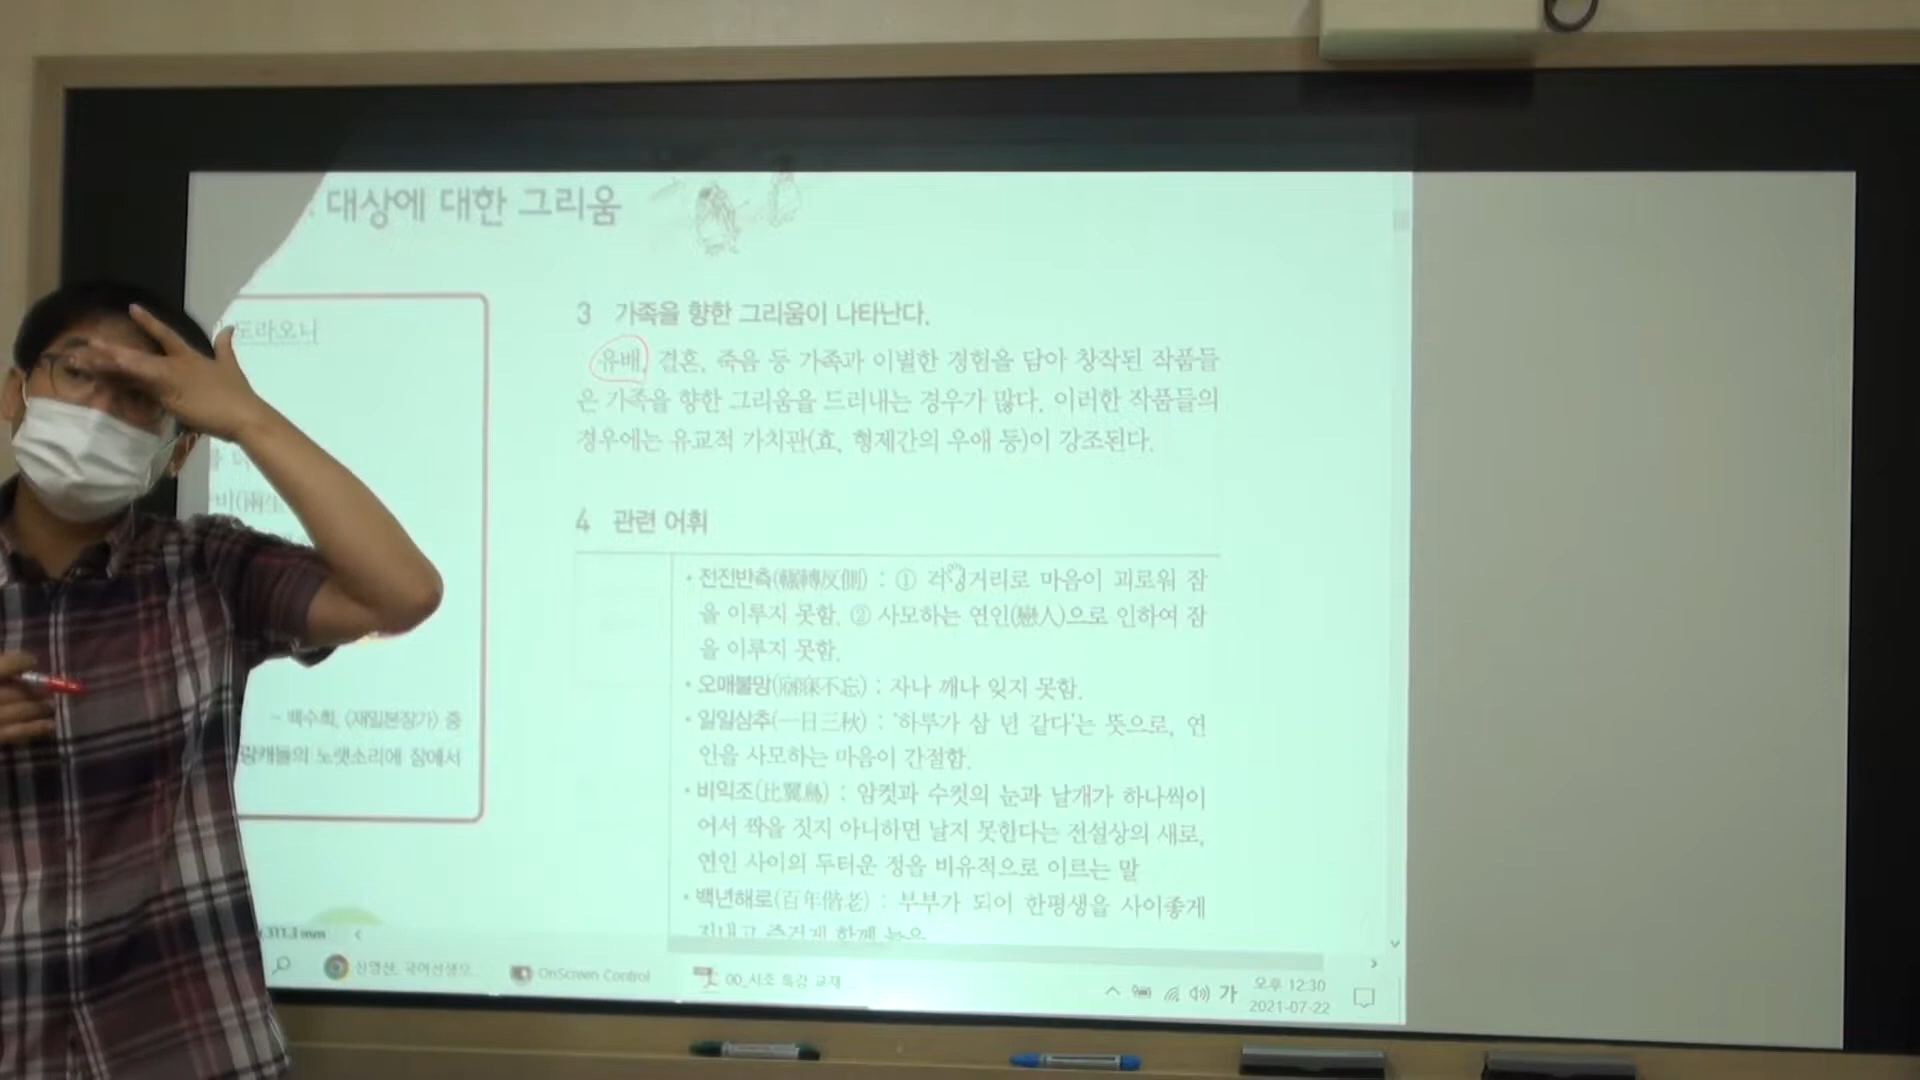 대상에 대한 그리움
도라오니
- 백수회, 〈재일본장가〉 중
노랫소리에 잠에서
3 가족을 향한 그리움이 나타난다.
유배, 결혼, 죽음 등 가족과 이별한 경험을 담아 창작된 작품들
은 가족을 향한 그리움을 드러내는 경우가 많다. 이러한 작품들의
경우에는 유교적 가치관(효, 형제간의 우애 등)이 강조된다.
4 관련 어휘
• 전전반측(輾轉反側) : ① 걱정거리로 마음이 괴로워 잠
을 이루지 못함. ② 사모하는 연인(戀人)으로 인하여 잠
을 이루지 못함.
• 오매불망(寤寐不忘) : 자나 깨나 잊지 못함.
• 일일삼추(一日三秋) : '하루가 삼 년 같다'는 뜻으로, 연
인을 사모하는 마음이 간절함.
• 비익조(比翼鳥) : 암컷과 수컷의 눈과 날개가 하나씩이
어서 짝을 짓지 아니하면 날지 못한다는 전설상의 새로,
연인 사이의 두터운 정을 비유적으로 이르는 말
• 백년해로(百年偕老) : 부부가 되어 한평생을 사이좋게
지내고 즐겁게 함께 늙음
OnScreen Control
00_시조 특강 교재
가
오후 12:30
2021-07-22